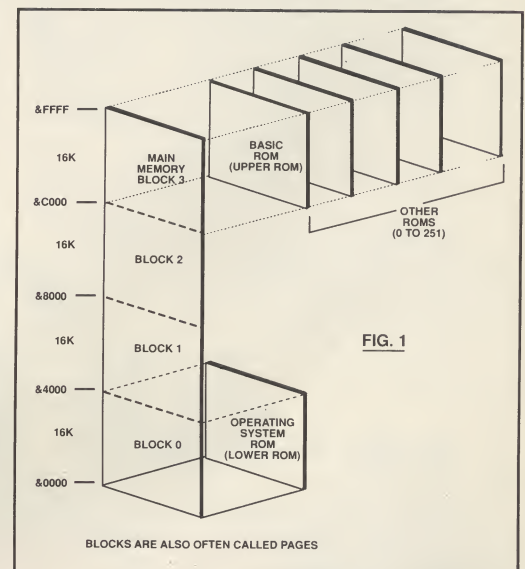 &FFFF
16K
MAIN
MEMORY
BLOCK 3
BASIC
ROM
(UPPER ROM)
&C000
OTHER
ROMS
(0 TO 251)
16K
BLOCK 2
&8000
16K
BLOCK 1
FIG. 1
&4000
16K
BLOCK 0
OPERATING
SYSTEM
ROM
(LOWER ROM)
&0000
BLOCKS ARE ALSO OFTEN CALLED PAGES